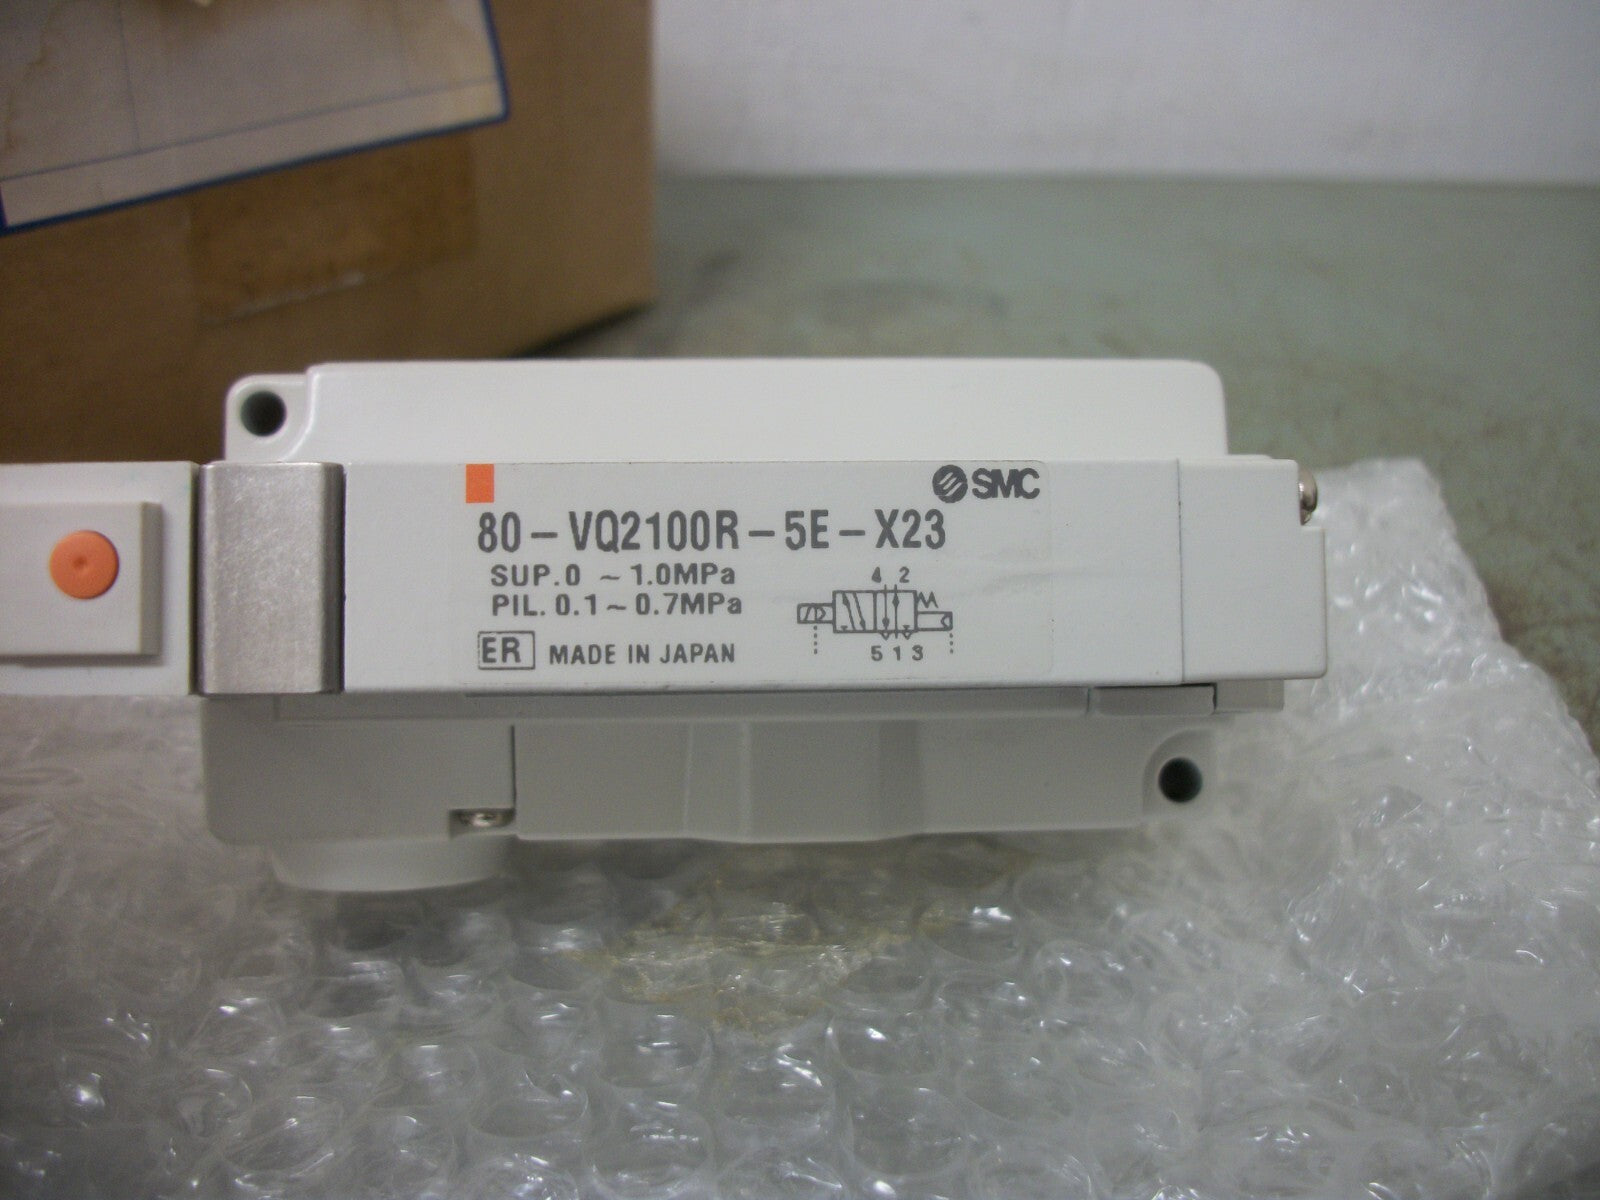 SMC
80-VQ2100R-5E-X23
SUP.0 ~ 1.0MPa
PIL. 0.1~0.7MPa
4 2
5 1 3
ER MADE IN JAPAN